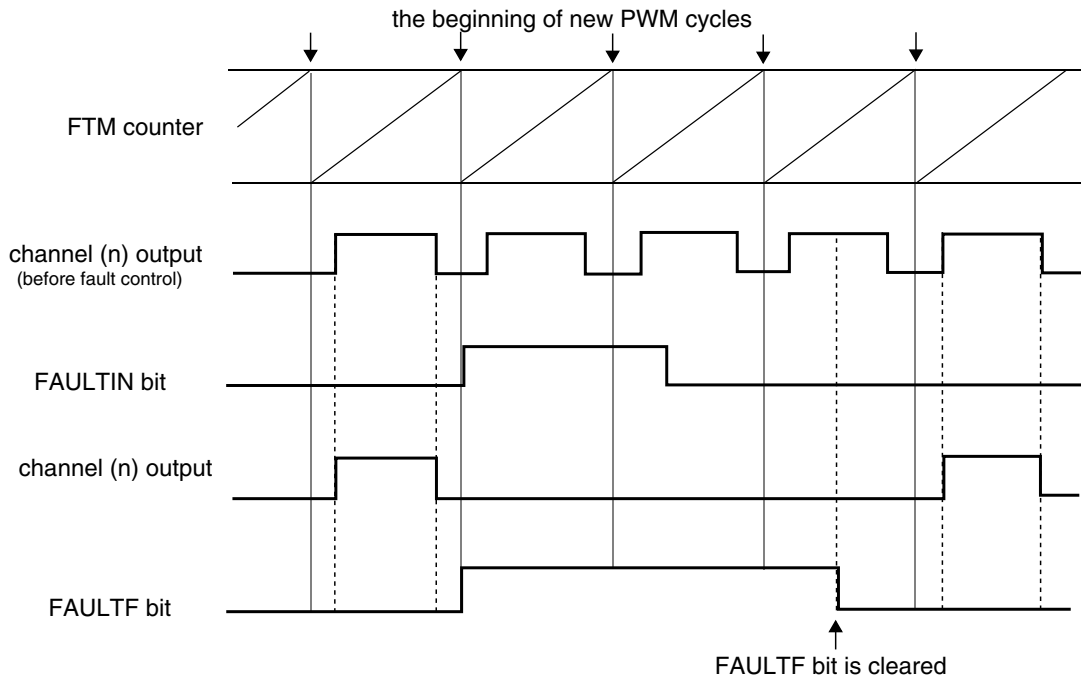 the beginning of new PWM cycles
FTM counter
channel (n) output
(before fault control)
FAULTIN bit
channel (n) output
FAULTF bit
FAULTF bit is cleared